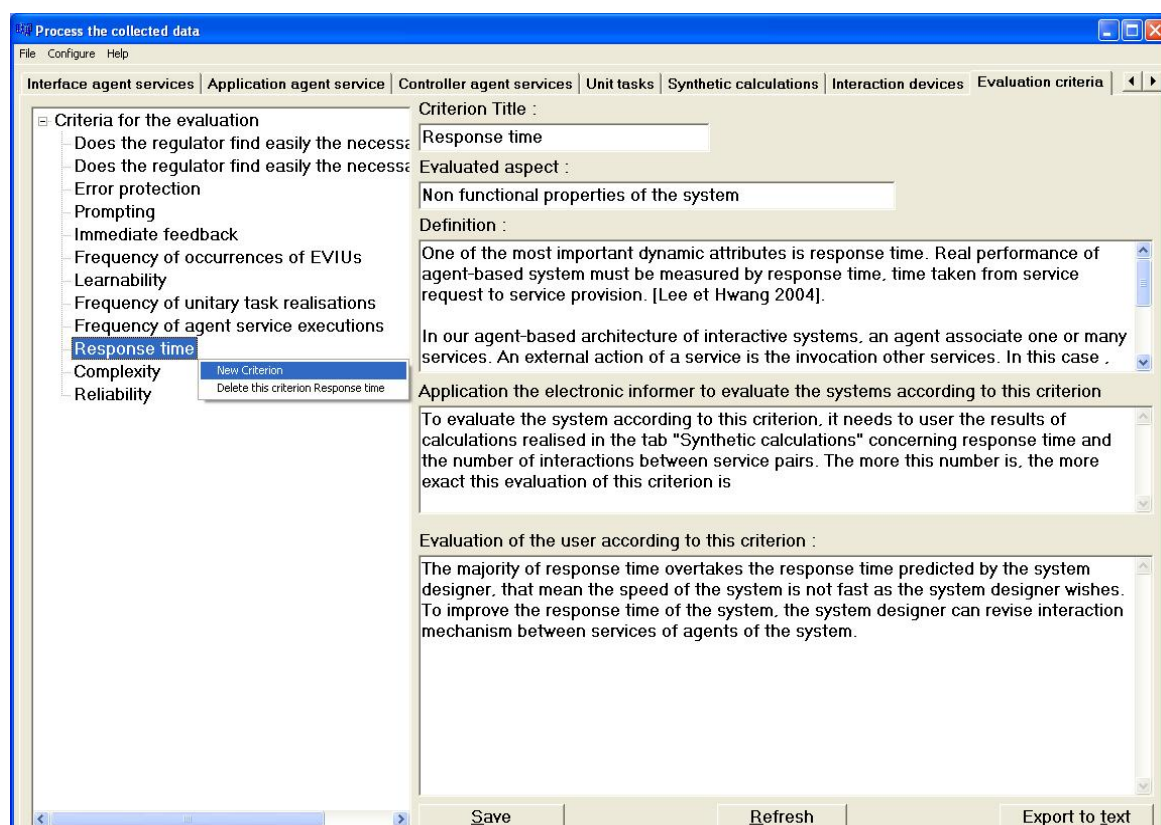 Process the collected data
File Configure Help
Interface agent services Application agent service Controller agent services Unit tasks Synthetic calculations Interaction devices Evaluation criteria
Criteria for the evaluation
Does the regulator find easily the
Does the regulator find easily the
Error protection
Prompting
Immediate feedback
Frequency of occurrences of EVIUs
Learnability
Frequency of unitary task realisations
Frequency of agent service executions
Response time
Complexity
Reliability
New Criterion
Delete this criterion Response time
Criterion Title :
Response time
Evaluated aspect :
Non functional properties of the system
Definition :
One of the most important dynamic attributes is response time. Real performance of
agent-based system must be measured by response time, time taken from service
request to service provision. [Lee et Hwang 2004].
In our agent-based architecture of interactive systems, an agent associate one or many
services. An external action of a service is the invocation other services. In this case ,
Application the electronic informer to evaluate the systems according to this criterion
To evaluate the system according to this criterion, it needs to user the results of
calculations realised in the tab "Synthetic calculations" concerning response time and
the number of interactions between service pairs. The more this number is, the more
exact this evaluation of this criterion is
Evaluation of the user according to this criterion :
The majority of response time overtakes the response time predicted by the system
designer, that mean the speed of the system is not fast as the system designer wishes.
To improve the response time of the system, the system designer can revise interaction
mechanism between services of agents of the system.
Save Refresh Export to text